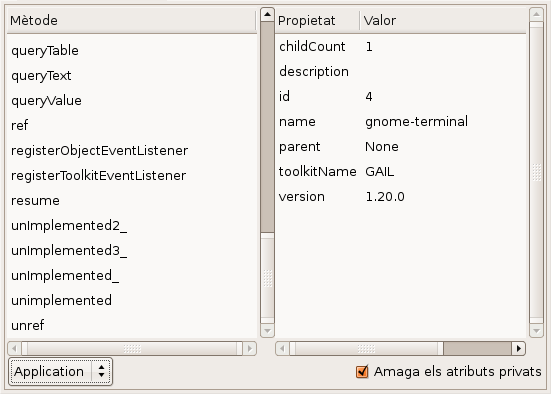 Mètode
queryTable
queryText
queryValue
ref
registerObjectEventListener
registerToolkitEventListener
resume
unImplemented2_
unImplemented3_
unImplemented_
unimplemented
unref
Application
Propietat Valor
childCount 1
description
id 4
name gnome-terminal
parent None
toolkitName GAIL
version 1.20.0
Amaga els atributs privats